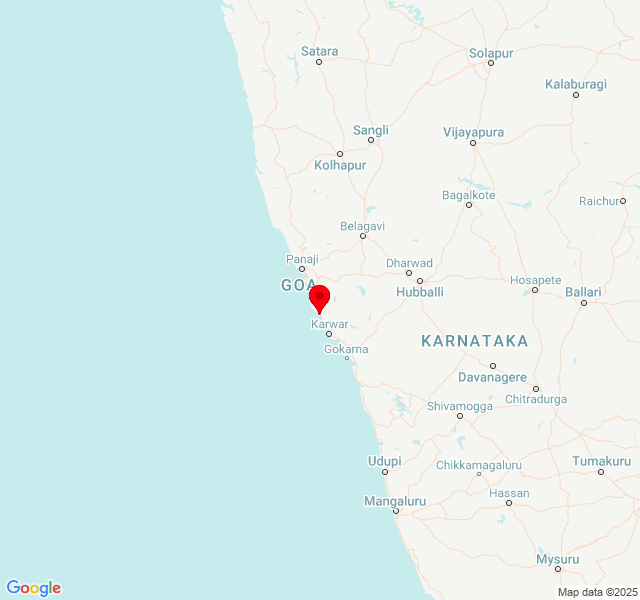 Satara
Solapur
Kalaburagi
Sangli
Vijayapura
Kolhapur
Bagalkote
Raichur
Belagavi
Panaji
Dharwad
GOA
Hosapete
Hubballi
Ballari
Karwar
KARNATAKA
Gokarna
Davanagere
Chitradurga
Shivamogga
Udupi
Chikkamagaluru
Tumakuru
Hassan
Mangaluru
Mysuru
Google
Map data ©2025